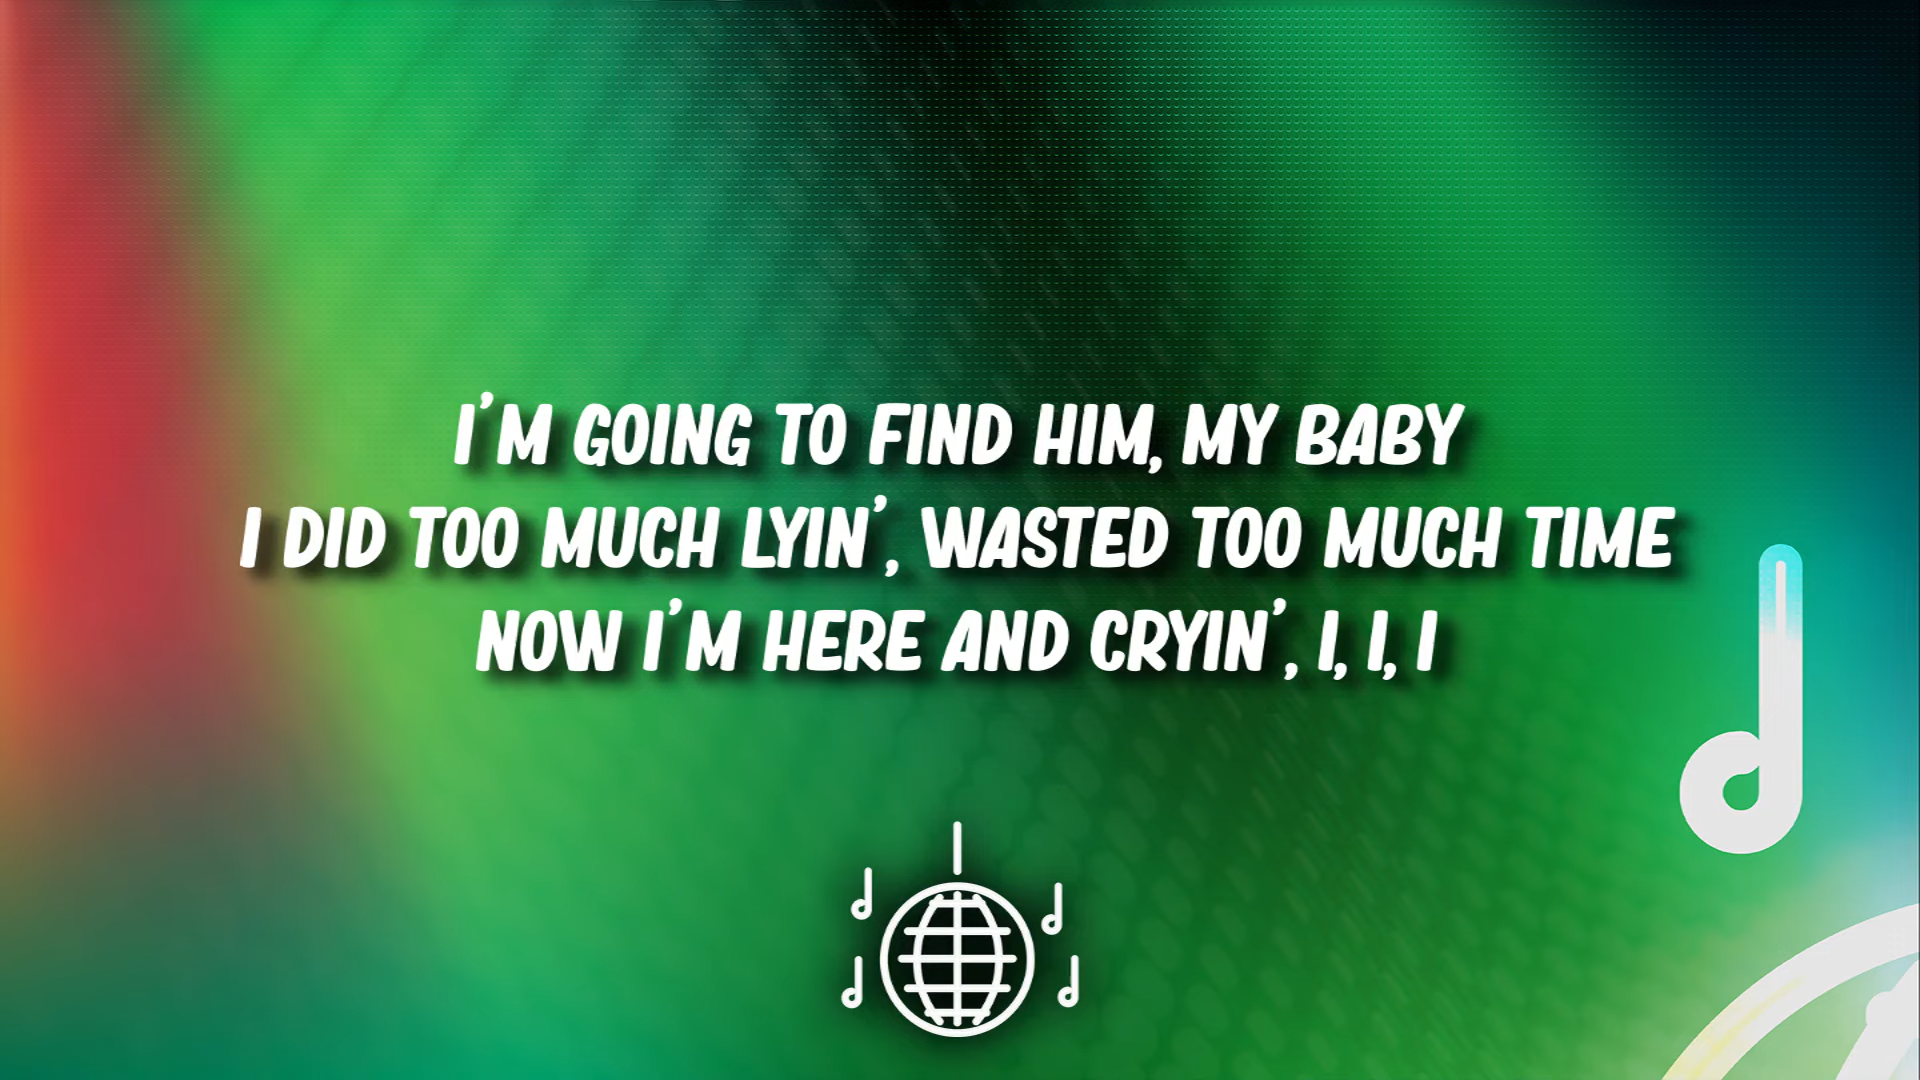 I'M GOING TO FIND HIM, MY BABY
I DID TOO MUCH LYIN', WASTED TOO MUCH TIME
NOW I'M HERE AND CRYIN', I, I, I